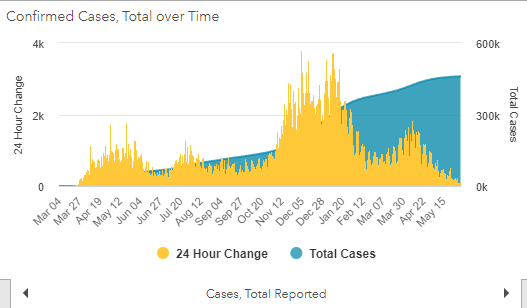 Confirmed Cases, Total over Time
4k
2k
0
24 Hour Change
600k
300k
0k
Total Cases
Mar 04
Mar 27
Apr 19
May 12
Jun 04
Jun 27
Jul 20
Aug 12
Sep 04
Sep 27
Oct 20
Nov 12
Dec 05
Dec 28
Jan 20
Feb 12
Mar 07
Mar 30
Apr 22
May 15
24 Hour Change
Total Cases
Cases, Total Reported